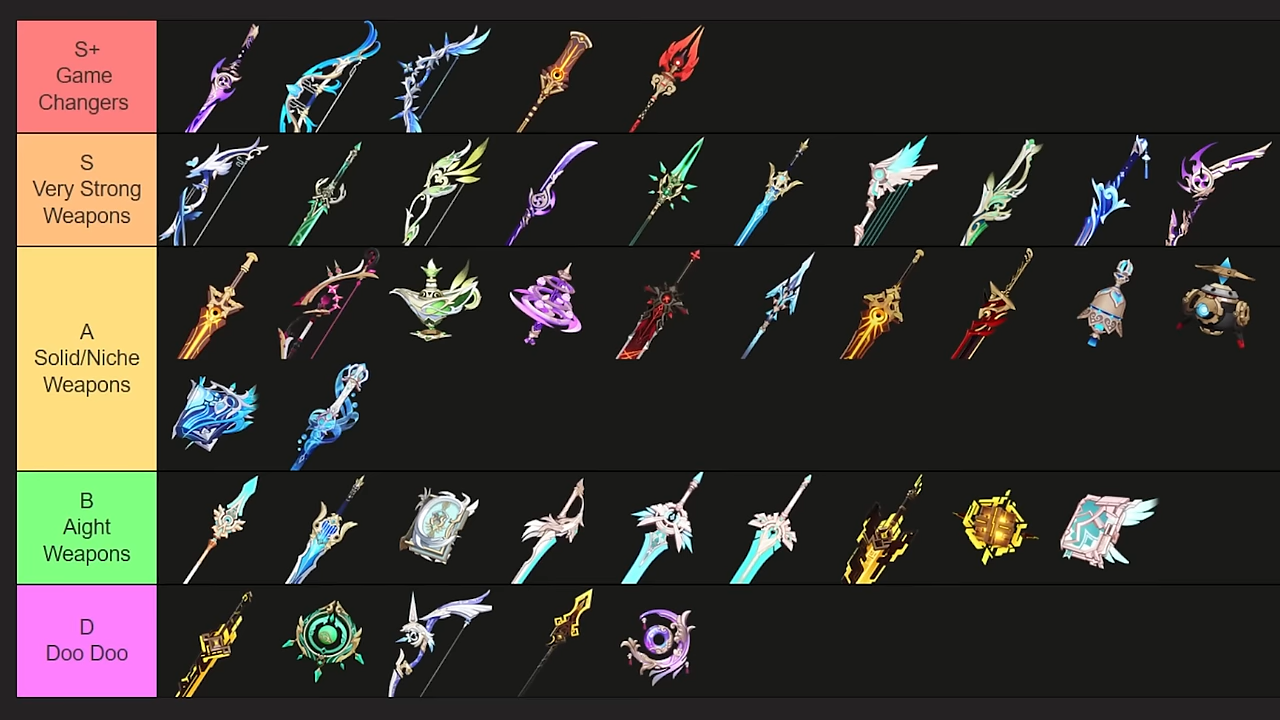 S+
Game
Changers
S
Very Strong
Weapons
A
Solid/Niche
Weapons
B
Aight
Weapons
D
Doo Doo